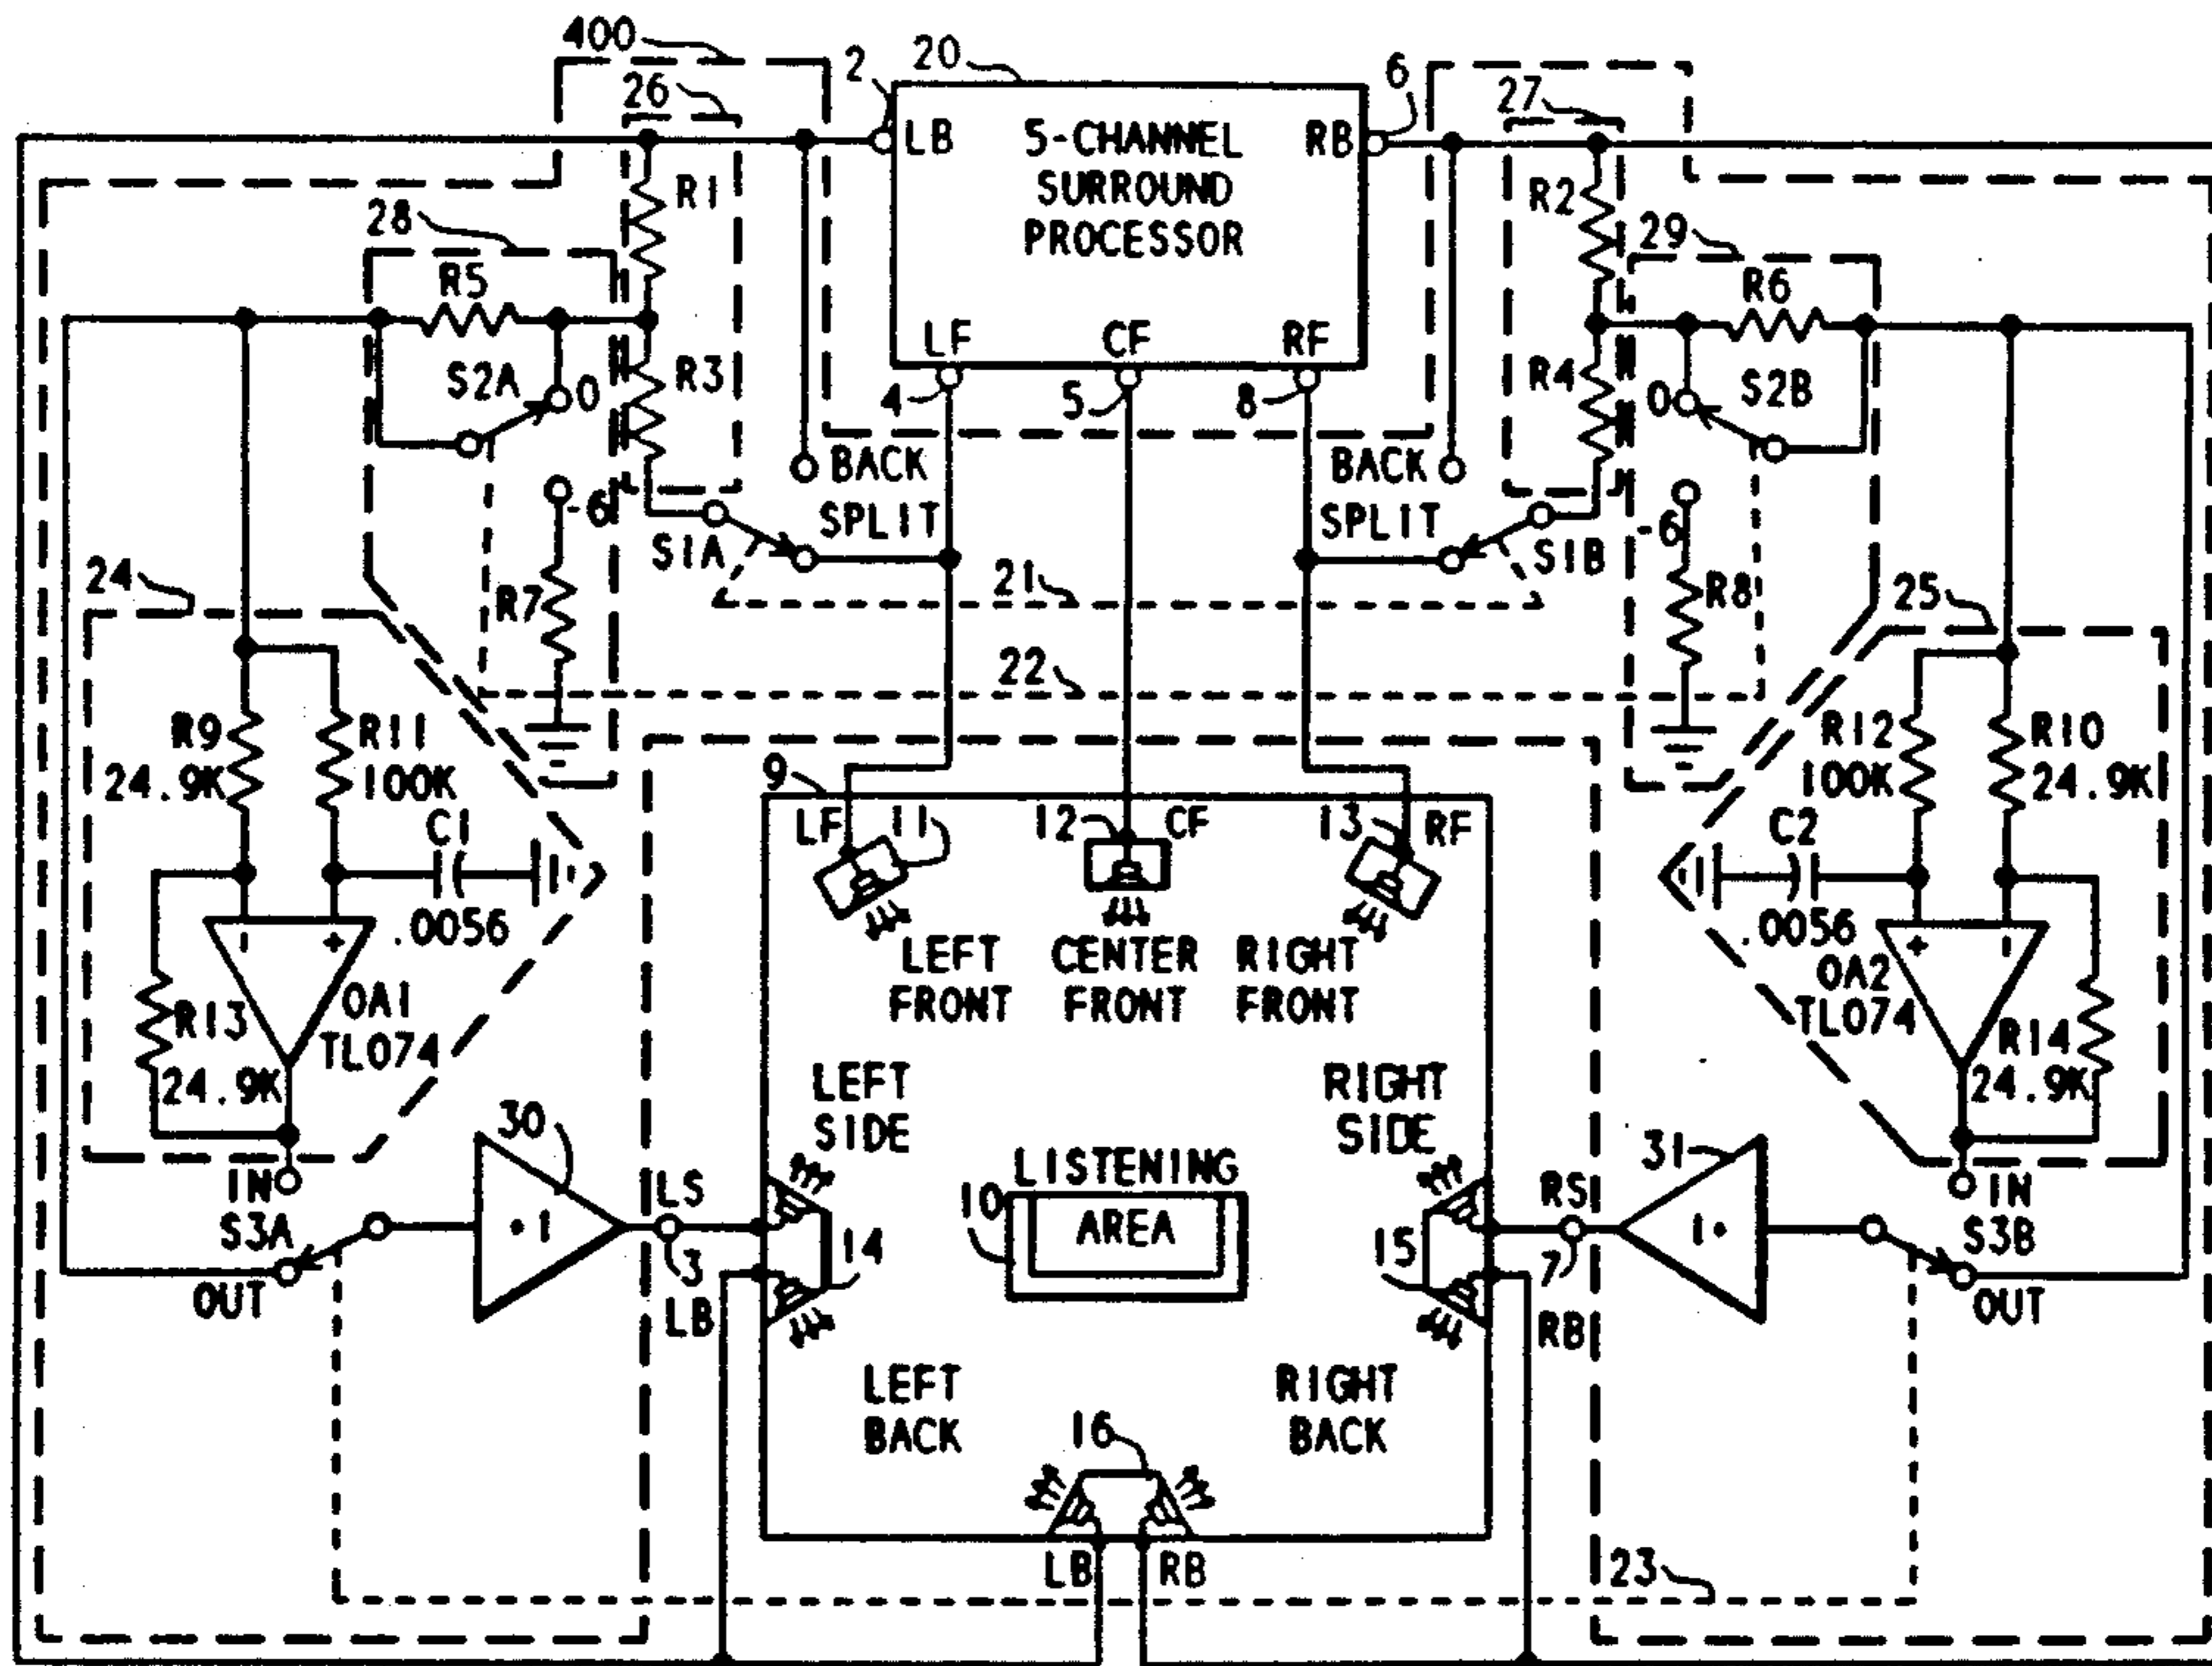 400
2
20
6
26
27
LB
5-CHANNEL
SURROUND
PROCESSOR
RB
R1
R2
28
29
R5
R6
LF
CF
RF
S2A
0
R3
4
5
8
R4
0
S2B
BACK
SPLIT
BACK
SPLIT
-6
-6
S1A
S1B
24
21
R7
R8
25
22
R9
24.9K
R11
100K
R12
100K
R10
24.9K
9
LF
11
12
CF
13
RF
C1
.0056
C2
.0056
LEFT
FRONT
CENTER
FRONT
RIGHT
FRONT
-
+
+
-
R13
24.9K
OA1
TL074
OA2
TL074
R14
24.9K
LEFT
SIDE
RIGHT
SIDE
30
31
IN
S3A
OUT
+1
LS
3
LB
14
LISTENING
AREA
10
15
RS
7
RB
1+
IN
S3B
OUT
LEFT
BACK
RIGHT
BACK
16
LB
RB
23